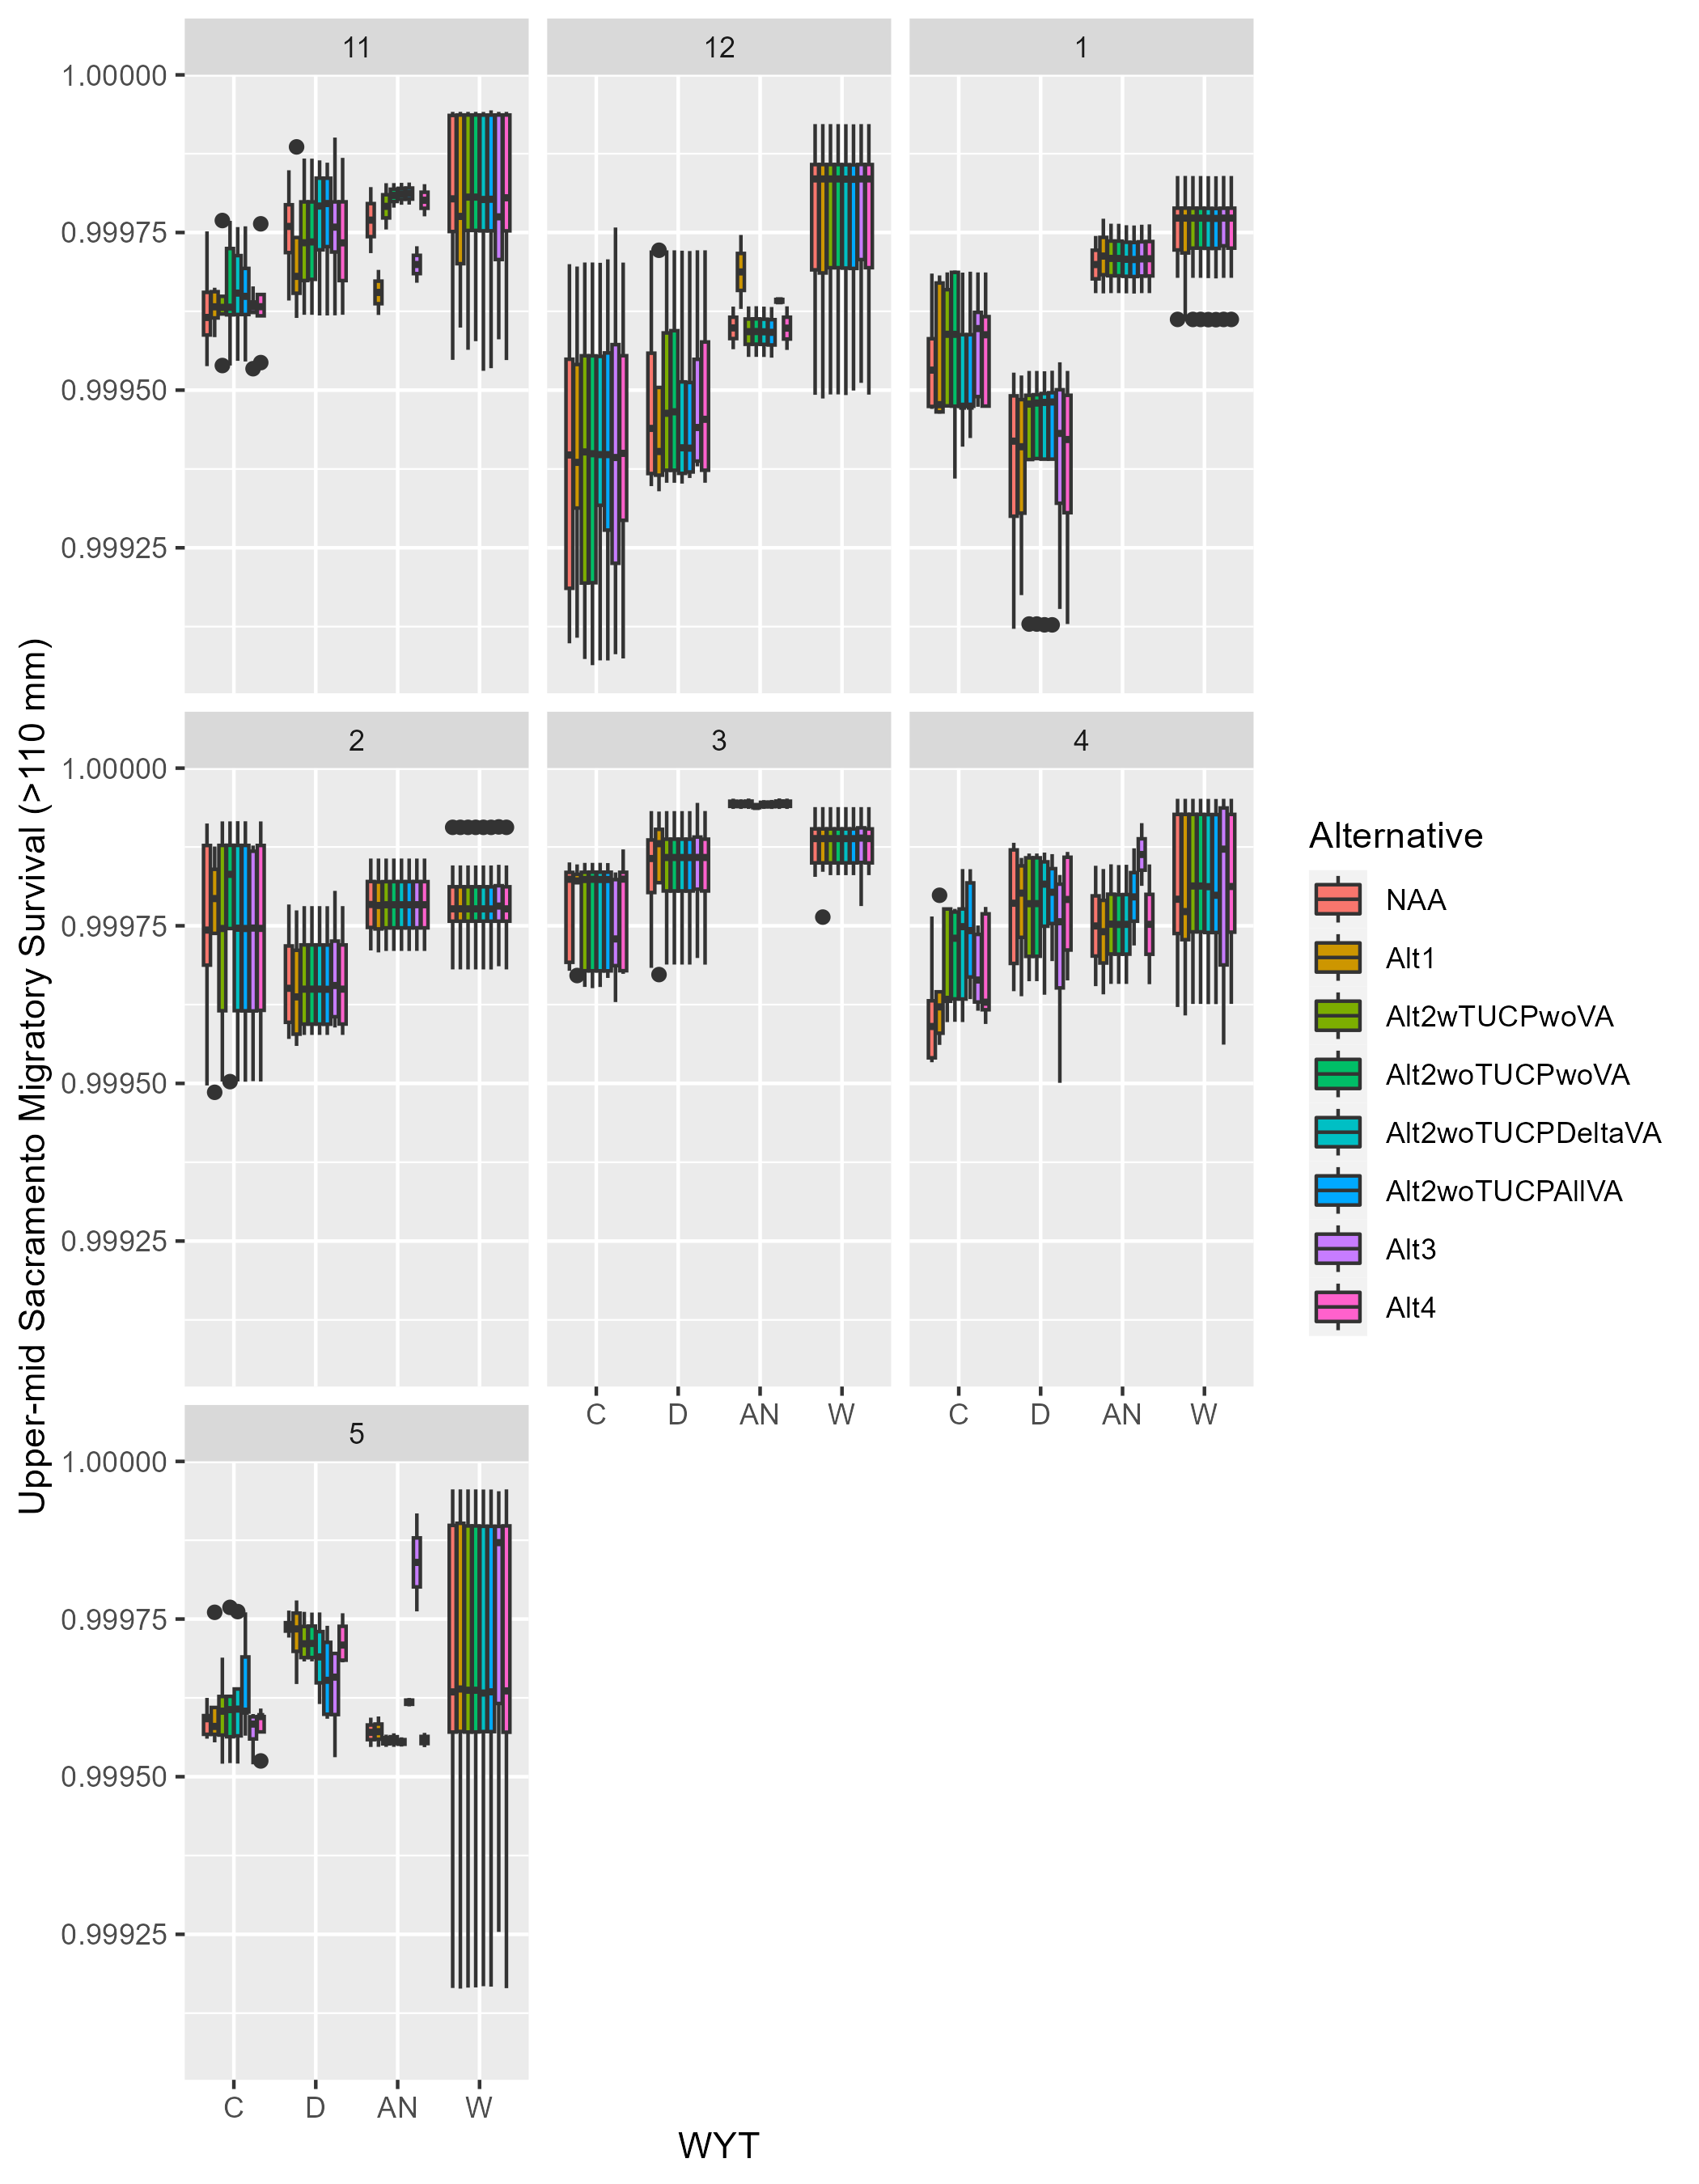 Upper-mid Sacramento Migratory Survival (>110 mm)
11
12
1
1.00000
0.99975
0.99950
0.99925
2
3
4
1.00000
0.99975
0.99950
0.99925
C D AN W
C D AN W
5
1.00000
0.99975
0.99950
0.99925
C D AN W
WYT
Alternative
NAA
Alt1
Alt2wTUCPwoVA
Alt2woTUCPwoVA
Alt2woTUCPDeltaVA
Alt2woTUCPAllVA
Alt3
Alt4